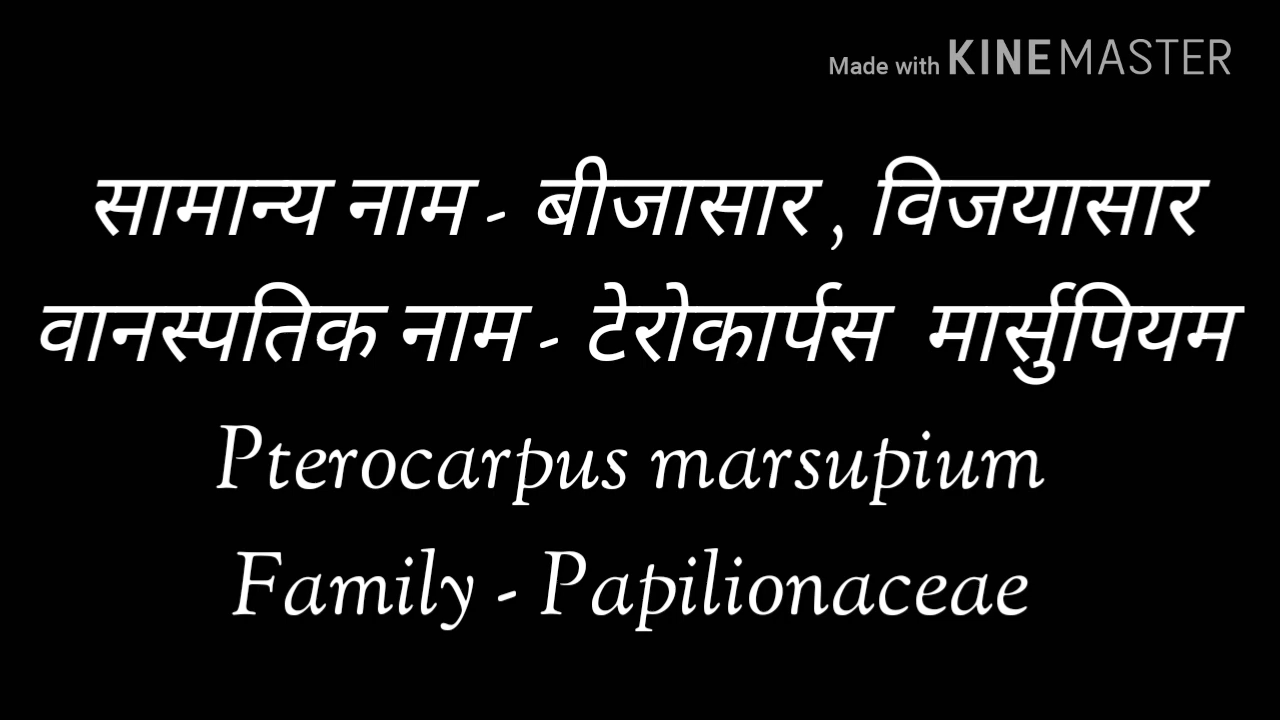 Made with KINEMASTER
सामान्य नाम - बीजासार , विजयासार
वानस्पतिक नाम - टेरोकार्पस मार्सुपियम
Pterocarpus marsupium
Family - Papilionaceae